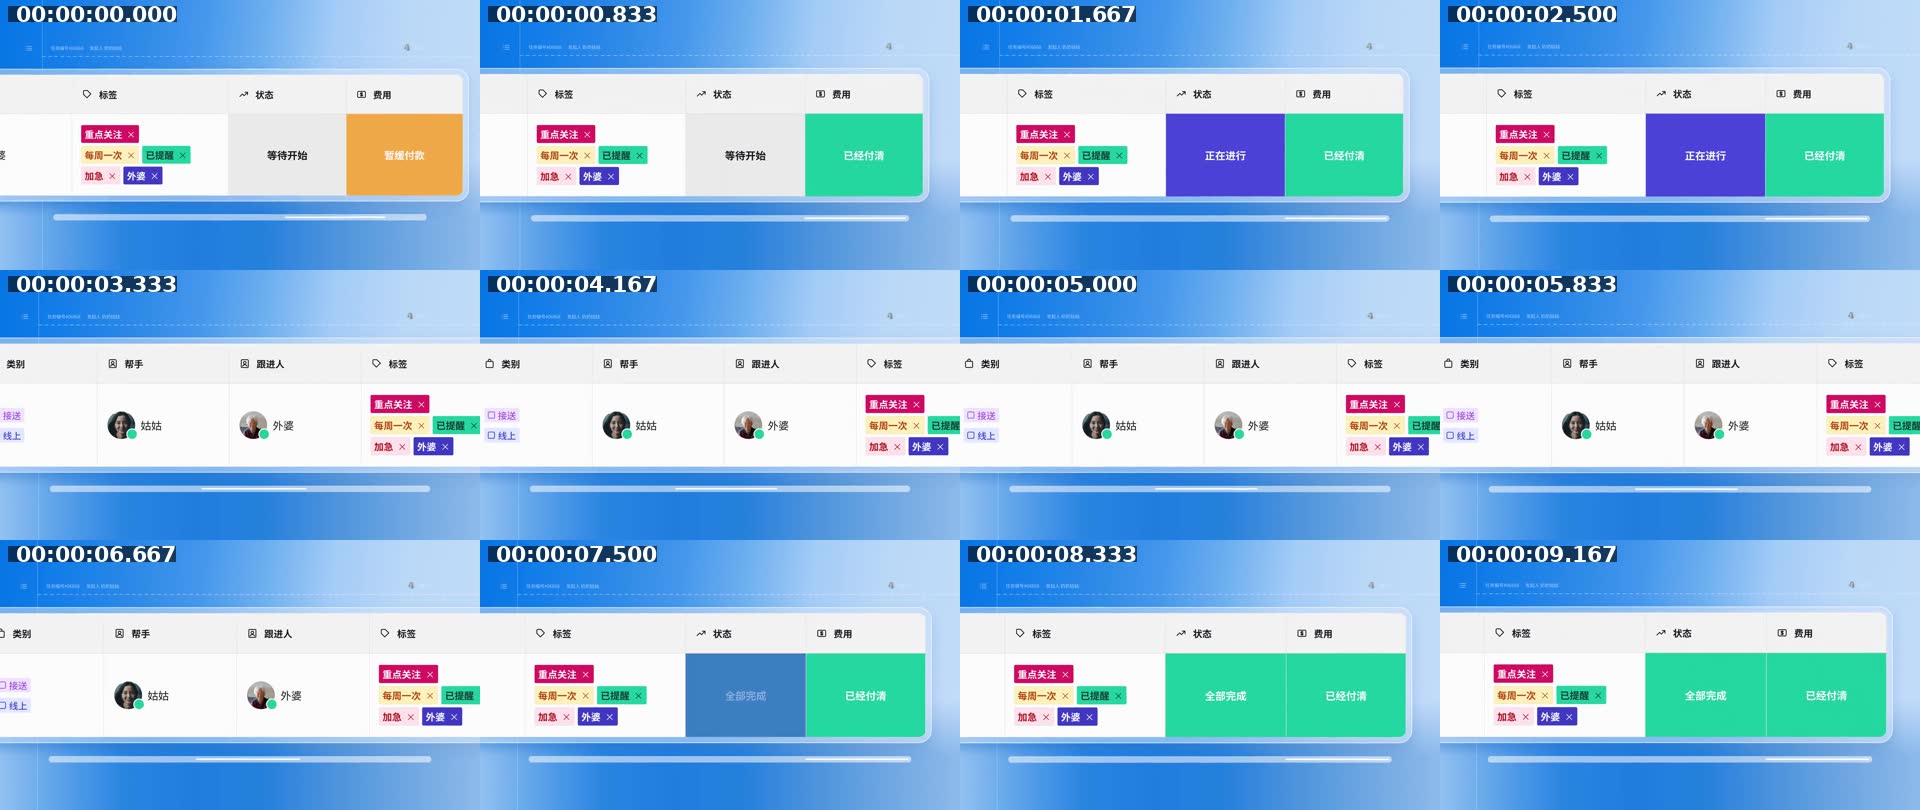 00:00:00.000
4
标签 状态 费用
婆 重点关注 ×
每周一次 × 已提醒 ×
加急 × 外婆 ×
等待开始 暂缓付款
00:00:00.833
4
标签 状态 费用
重点关注 ×
每周一次 × 已提醒 ×
加急 × 外婆 ×
等待开始 已经付清
00:00:01.667
4
标签 状态 费用
重点关注 ×
每周一次 × 已提醒 ×
加急 × 外婆 ×
正在进行 已经付清
00:00:02.500
4
标签 状态 费用
重点关注 ×
每周一次 × 已提醒 ×
加急 × 外婆 ×
正在进行 已经付清
00:00:03.333
4
类别 帮手 跟进人 标签
接送
线上
姑姑 外婆
重点关注 ×
每周一次 × 已提醒 ×
加急 × 外婆 ×
00:00:04.167
4
类别 帮手 跟进人 标签
接送
线上
姑姑 外婆
重点关注 ×
每周一次 × 已提醒
加急 × 外婆 ×
00:00:05.000
4
类别 帮手 跟进人 标签
接送
线上
姑姑 外婆
重点关注 ×
每周一次 × 已提醒
加急 × 外婆 ×
00:00:05.833
4
类别 帮手 跟进人 标签
接送
线上
姑姑 外婆
重点关注 ×
每周一次 × 已提醒
加急 × 外婆 ×
00:00:06.667
4
类别 帮手 跟进人 标签
接送
线上
姑姑 外婆
重点关注 ×
每周一次 × 已提醒
加急 × 外婆 ×
00:00:07.500
4
标签 状态 费用
重点关注 ×
每周一次 × 已提醒 ×
加急 × 外婆 ×
全部完成 已经付清
00:00:08.333
4
标签 状态 费用
重点关注 ×
每周一次 × 已提醒 ×
加急 × 外婆 ×
全部完成 已经付清
00:00:09.167
4
标签 状态 费用
重点关注 ×
每周一次 × 已提醒 ×
加急 × 外婆 ×
全部完成 已经付清